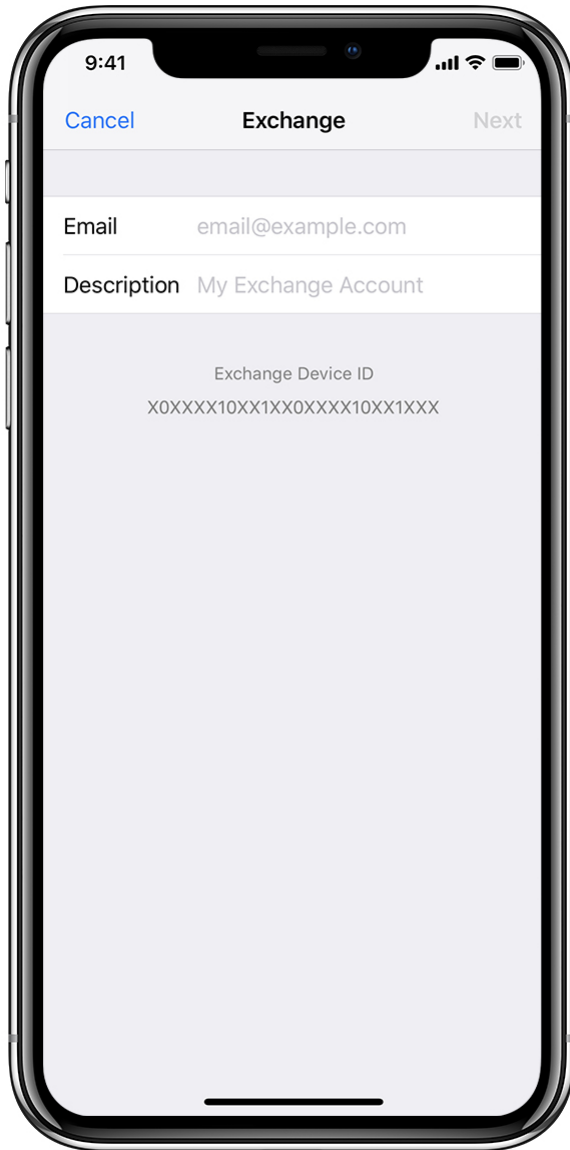 9:41
Cancel Exchange Next
Email email@example.com
Description My Exchange Account
Exchange Device ID
X0XXXX10XX1XX0XXXX10XX1XXX